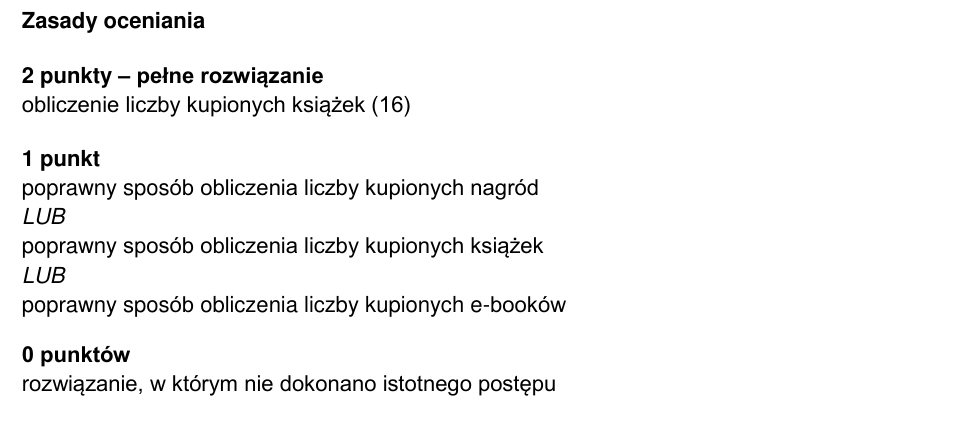 Zasady oceniania
2 punkty – pełne rozwiązanie
obliczenie liczby kupionych książek (16)
1 punkt
poprawny sposób obliczenia liczby kupionych nagród
LUB
poprawny sposób obliczenia liczby kupionych książek
LUB
poprawny sposób obliczenia liczby kupionych e-booków
0 punktów
rozwiązanie, w którym nie dokonano istotnego postępu